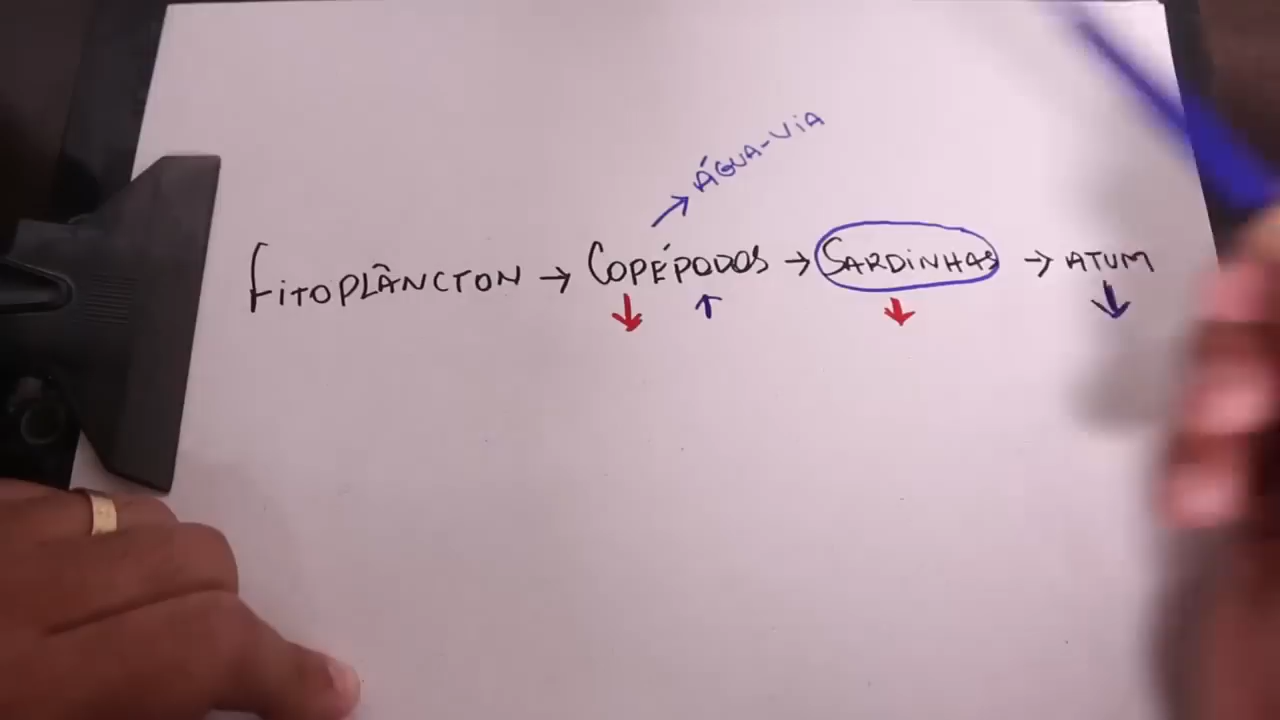 → ÁGUA-VIA
FITOPLÂNCTON → COPÉPODOS → SARDINHAS → ATUM
↓ ↑ ↓ ↓